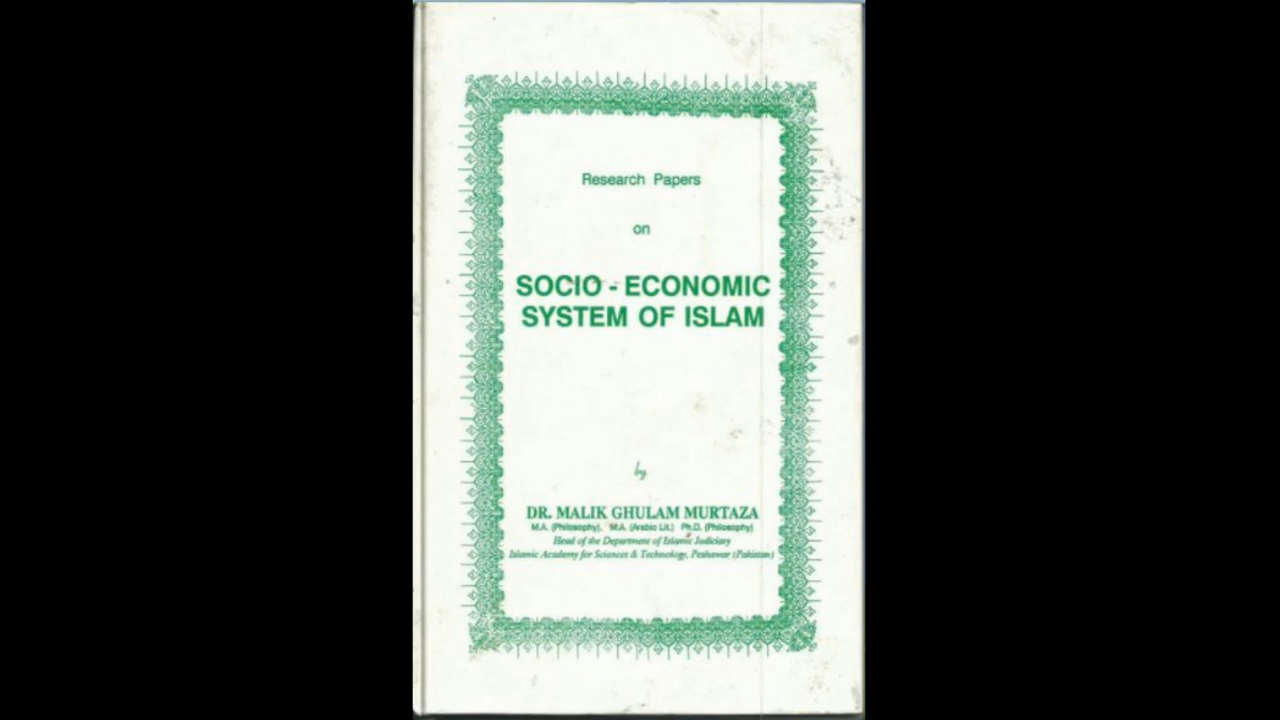 Research Papers
on
SOCIO - ECONOMIC
SYSTEM OF ISLAM
by
DR. MALIK GHULAM MURTAZA
M.A. (Philosophy), M.A. (Arabic Lit.) Ph.D. (Philosophy)
Head of the Department of Islamic Judiciary
Islamic Academy for Sciences & Technology, Peshawar (Pakistan)